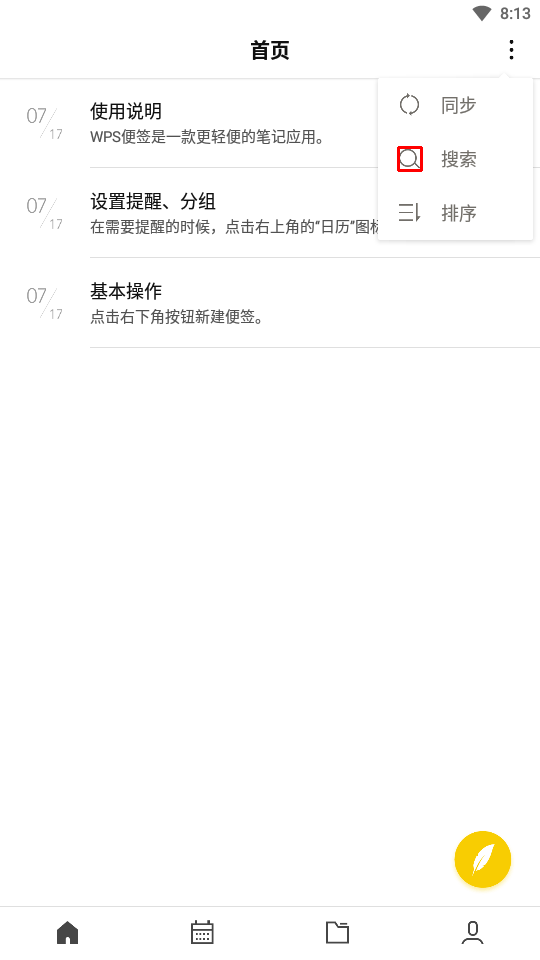 8:13
首页
同步
搜索
排序
07/17
使用说明
WPS便签是一款更轻便的笔记应用。
07/17
设置提醒、分组
在需要提醒的时候，点击右上角的“日历”图标
07/17
基本操作
点击右下角按钮新建便签。